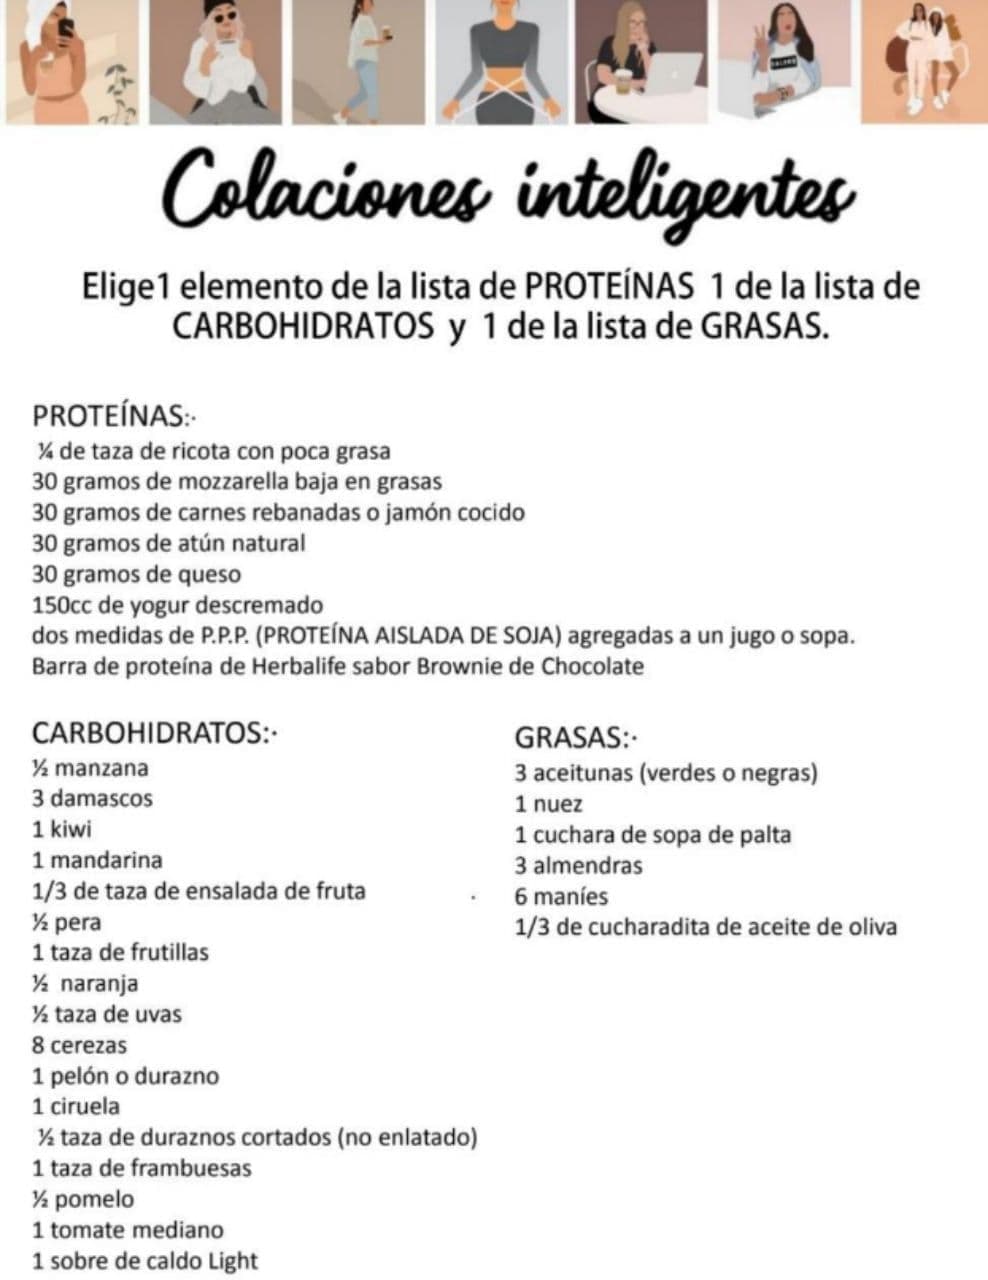 Colaciones inteligentes
Elige1 elemento de la lista de PROTEÍNAS 1 de la lista de
CARBOHIDRATOS y 1 de la lista de GRASAS.
PROTEÍNAS:·
¼ de taza de ricota con poca grasa
30 gramos de mozzarella baja en grasas
30 gramos de carnes rebanadas o jamón cocido
30 gramos de atún natural
30 gramos de queso
150cc de yogur descremado
dos medidas de P.P.P. (PROTEÍNA AISLADA DE SOJA) agregadas a un jugo o sopa.
Barra de proteína de Herbalife sabor Brownie de Chocolate
CARBOHIDRATOS:·
½ manzana
3 damascos
1 kiwi
1 mandarina
1/3 de taza de ensalada de fruta
½ pera
1 taza de frutillas
½ naranja
½ taza de uvas
8 cerezas
1 pelón o durazno
1 ciruela
½ taza de duraznos cortados (no enlatado)
1 taza de frambuesas
½ pomelo
1 tomate mediano
1 sobre de caldo Light
GRASAS:·
3 aceitunas (verdes o negras)
1 nuez
1 cuchara de sopa de palta
3 almendras
6 maníes
1/3 de cucharadita de aceite de oliva